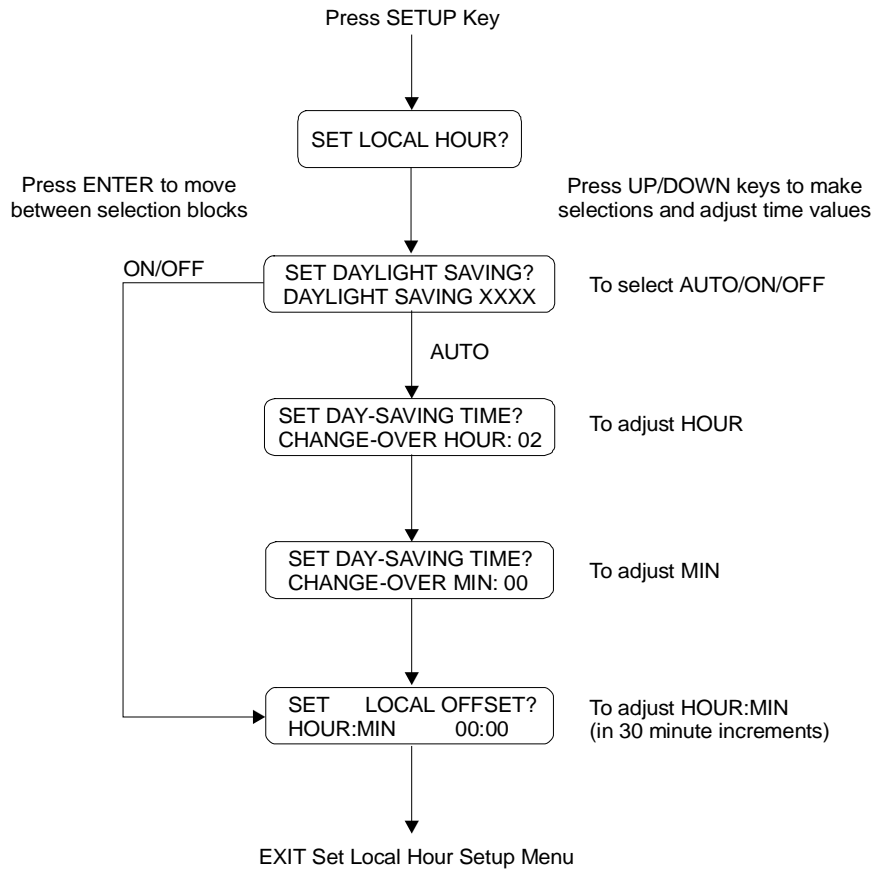 Press SETUP Key
SET LOCAL HOUR?
Press ENTER to move
between selection blocks
Press UP/DOWN keys to make
selections and adjust time values
ON/OFF
SET DAYLIGHT SAVING?
DAYLIGHT SAVING XXXX
To select AUTO/ON/OFF
AUTO
SET DAY-SAVING TIME?
CHANGE-OVER HOUR: 02
To adjust HOUR
SET DAY-SAVING TIME?
CHANGE-OVER MIN: 00
To adjust MIN
SET LOCAL OFFSET?
HOUR:MIN 00:00
To adjust HOUR:MIN
(in 30 minute increments)
EXIT Set Local Hour Setup Menu